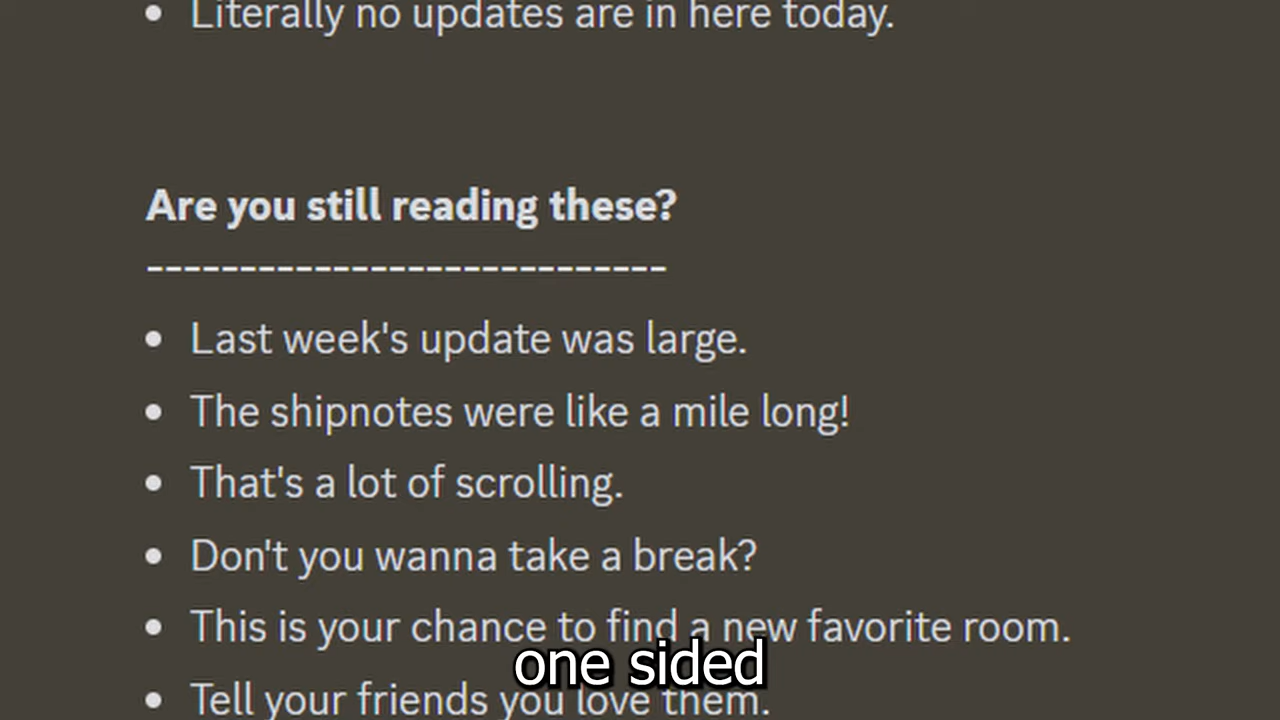 • Literally no updates are in here today.
Are you still reading these?
----------------------------
• Last week's update was large.
• The shipnotes were like a mile long!
• That's a lot of scrolling.
• Don't you wanna take a break?
• This is your chance to find a new favorite room.
one sided
• Tell your friends you love them.